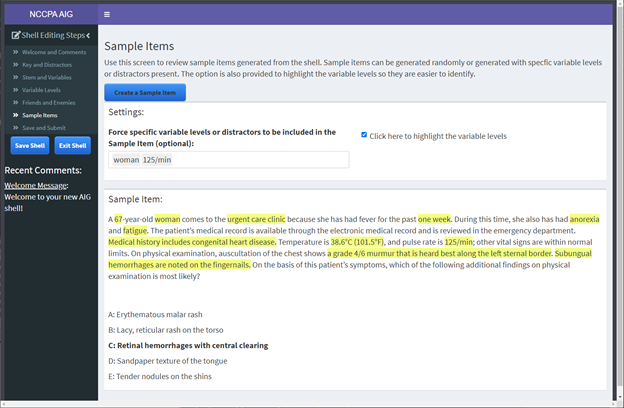 NCCPA AIG
Shell Editing Steps
Welcome and Comments
Key and Distractors
Stem and Variables
Variable Levels
Friends and Enemies
Sample Items
Save and Submit
Save Shell Exit Shell
Recent Comments:
Welcome Message:
Welcome to your new AIG
shell!
Sample Items
Use this screen to review sample items generated from the shell. Sample items can be generated randomly or generated with specfic variable levels
or distractors present. The option is also provided to highlight the variable levels so they are easier to identify.
Create a Sample Item
Settings:
Force specific variable levels or distractors to be included in the
Sample Item (optional):
woman 125/min
Click here to highlight the variable levels
Sample Item:
A 67-year-old woman comes to the urgent care clinic because she has had fever for the past one week. During this time, she also has had anorexia
and fatigue. The patient's medical record is available through the electronic medical record and is reviewed in the emergency department.
Medical history includes congenital heart disease. Temperature is 38.6°C (101.5°F), and pulse rate is 125/min; other vital signs are within normal
limits. On physical examination, auscultation of the chest shows a grade 4/6 murmur that is heard best along the left sternal border. Subungual
hemorrhages are noted on the fingernails. On the basis of this patient's symptoms, which of the following additional findings on physical
examination is most likely?
A: Erythematous malar rash
B: Lacy, reticular rash on the torso
C: Retinal hemorrhages with central clearing
D: Sandpaper texture of the tongue
E: Tender nodules on the shins